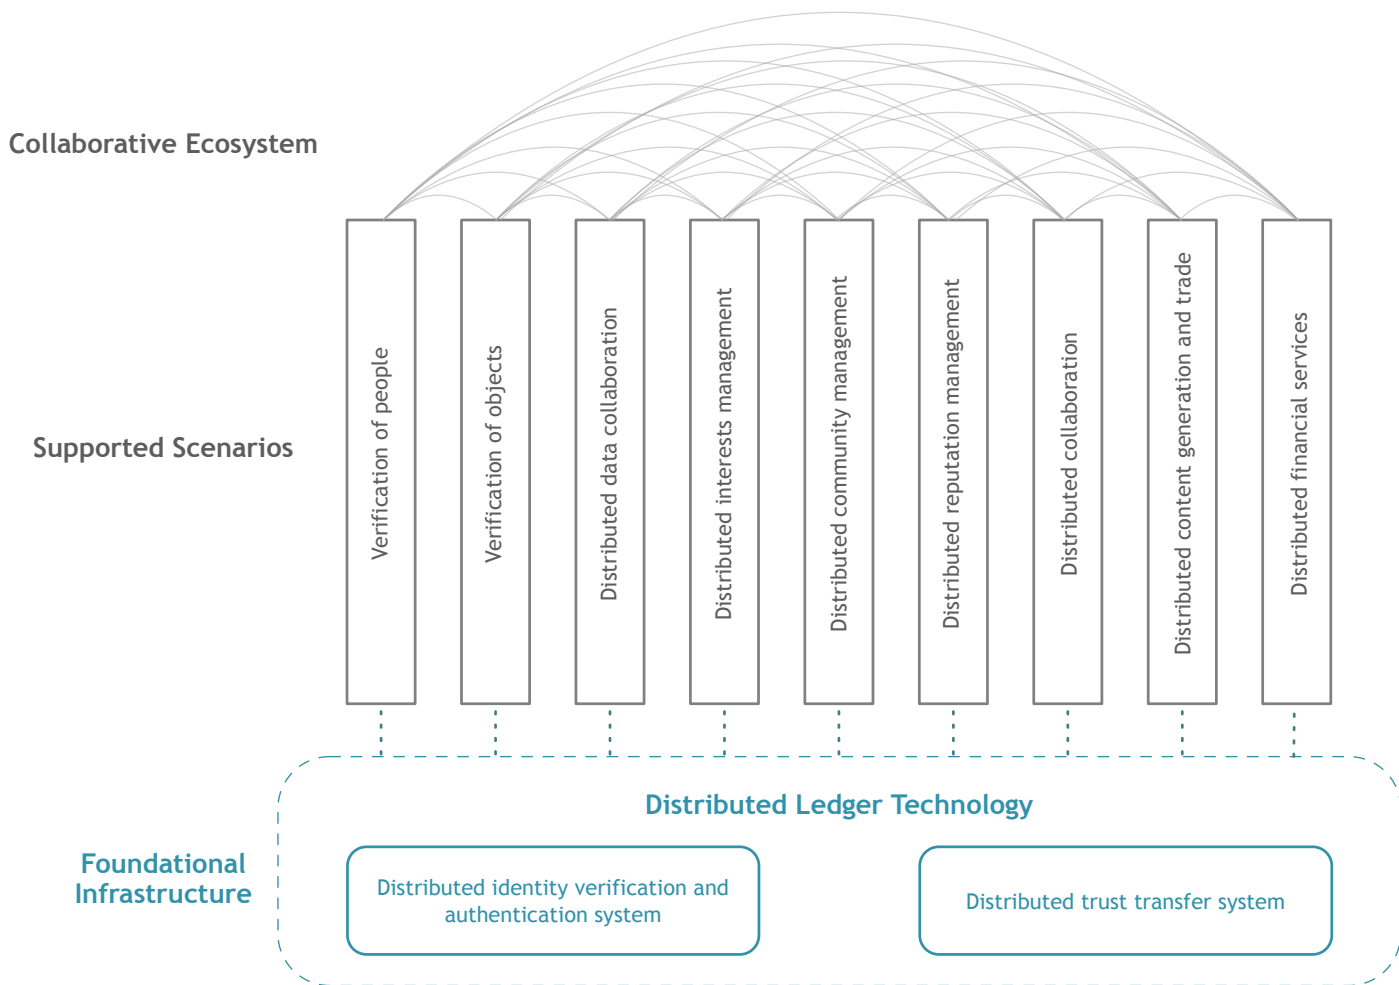 Collaborative Ecosystem
Supported Scenarios
Verification of people
Verification of objects
Distributed data collaboration
Distributed interests management
Distributed community management
Distributed reputation management
Distributed collaboration
Distributed content generation and trade
Distributed financial services
Distributed Ledger Technology
Foundational
Infrastructure
Distributed identity verification and
authentication system
Distributed trust transfer system